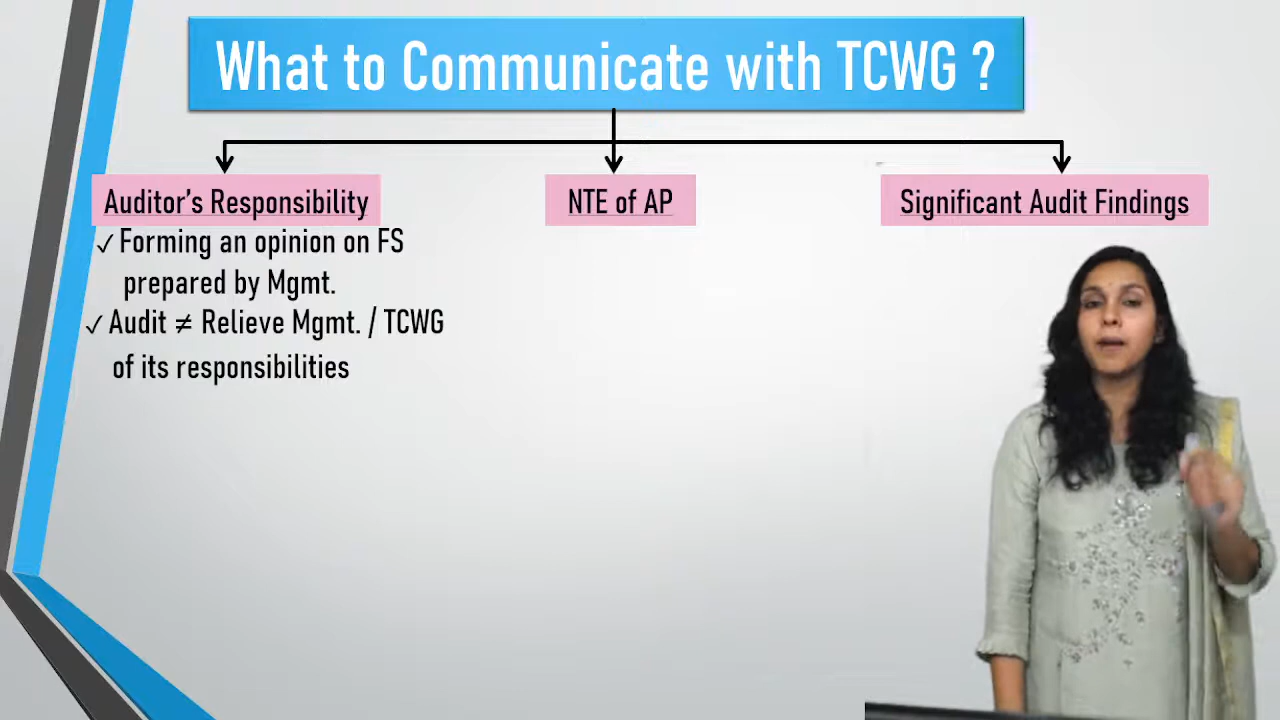 What to Communicate with TCWG ?
Auditor's Responsibility
✓ Forming an opinion on FS
prepared by Mgmt.
✓ Audit ≠ Relieve Mgmt. / TCWG
of its responsibilities
NTE of AP
Significant Audit Findings